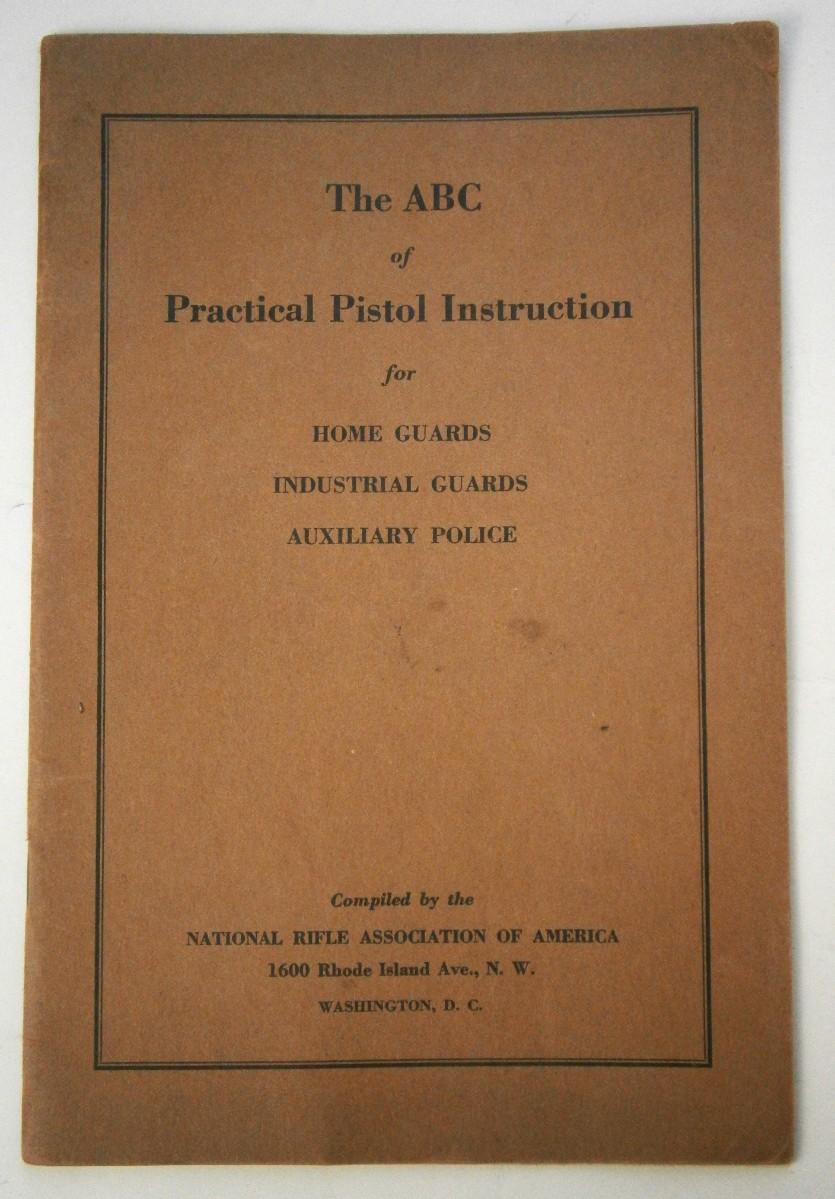 The ABC
of
Practical Pistol Instruction
for
HOME GUARDS
INDUSTRIAL GUARDS
AUXILIARY POLICE
Compiled by the
NATIONAL RIFLE ASSOCIATION OF AMERICA
1600 Rhode Island Ave., N. W.
WASHINGTON, D. C.